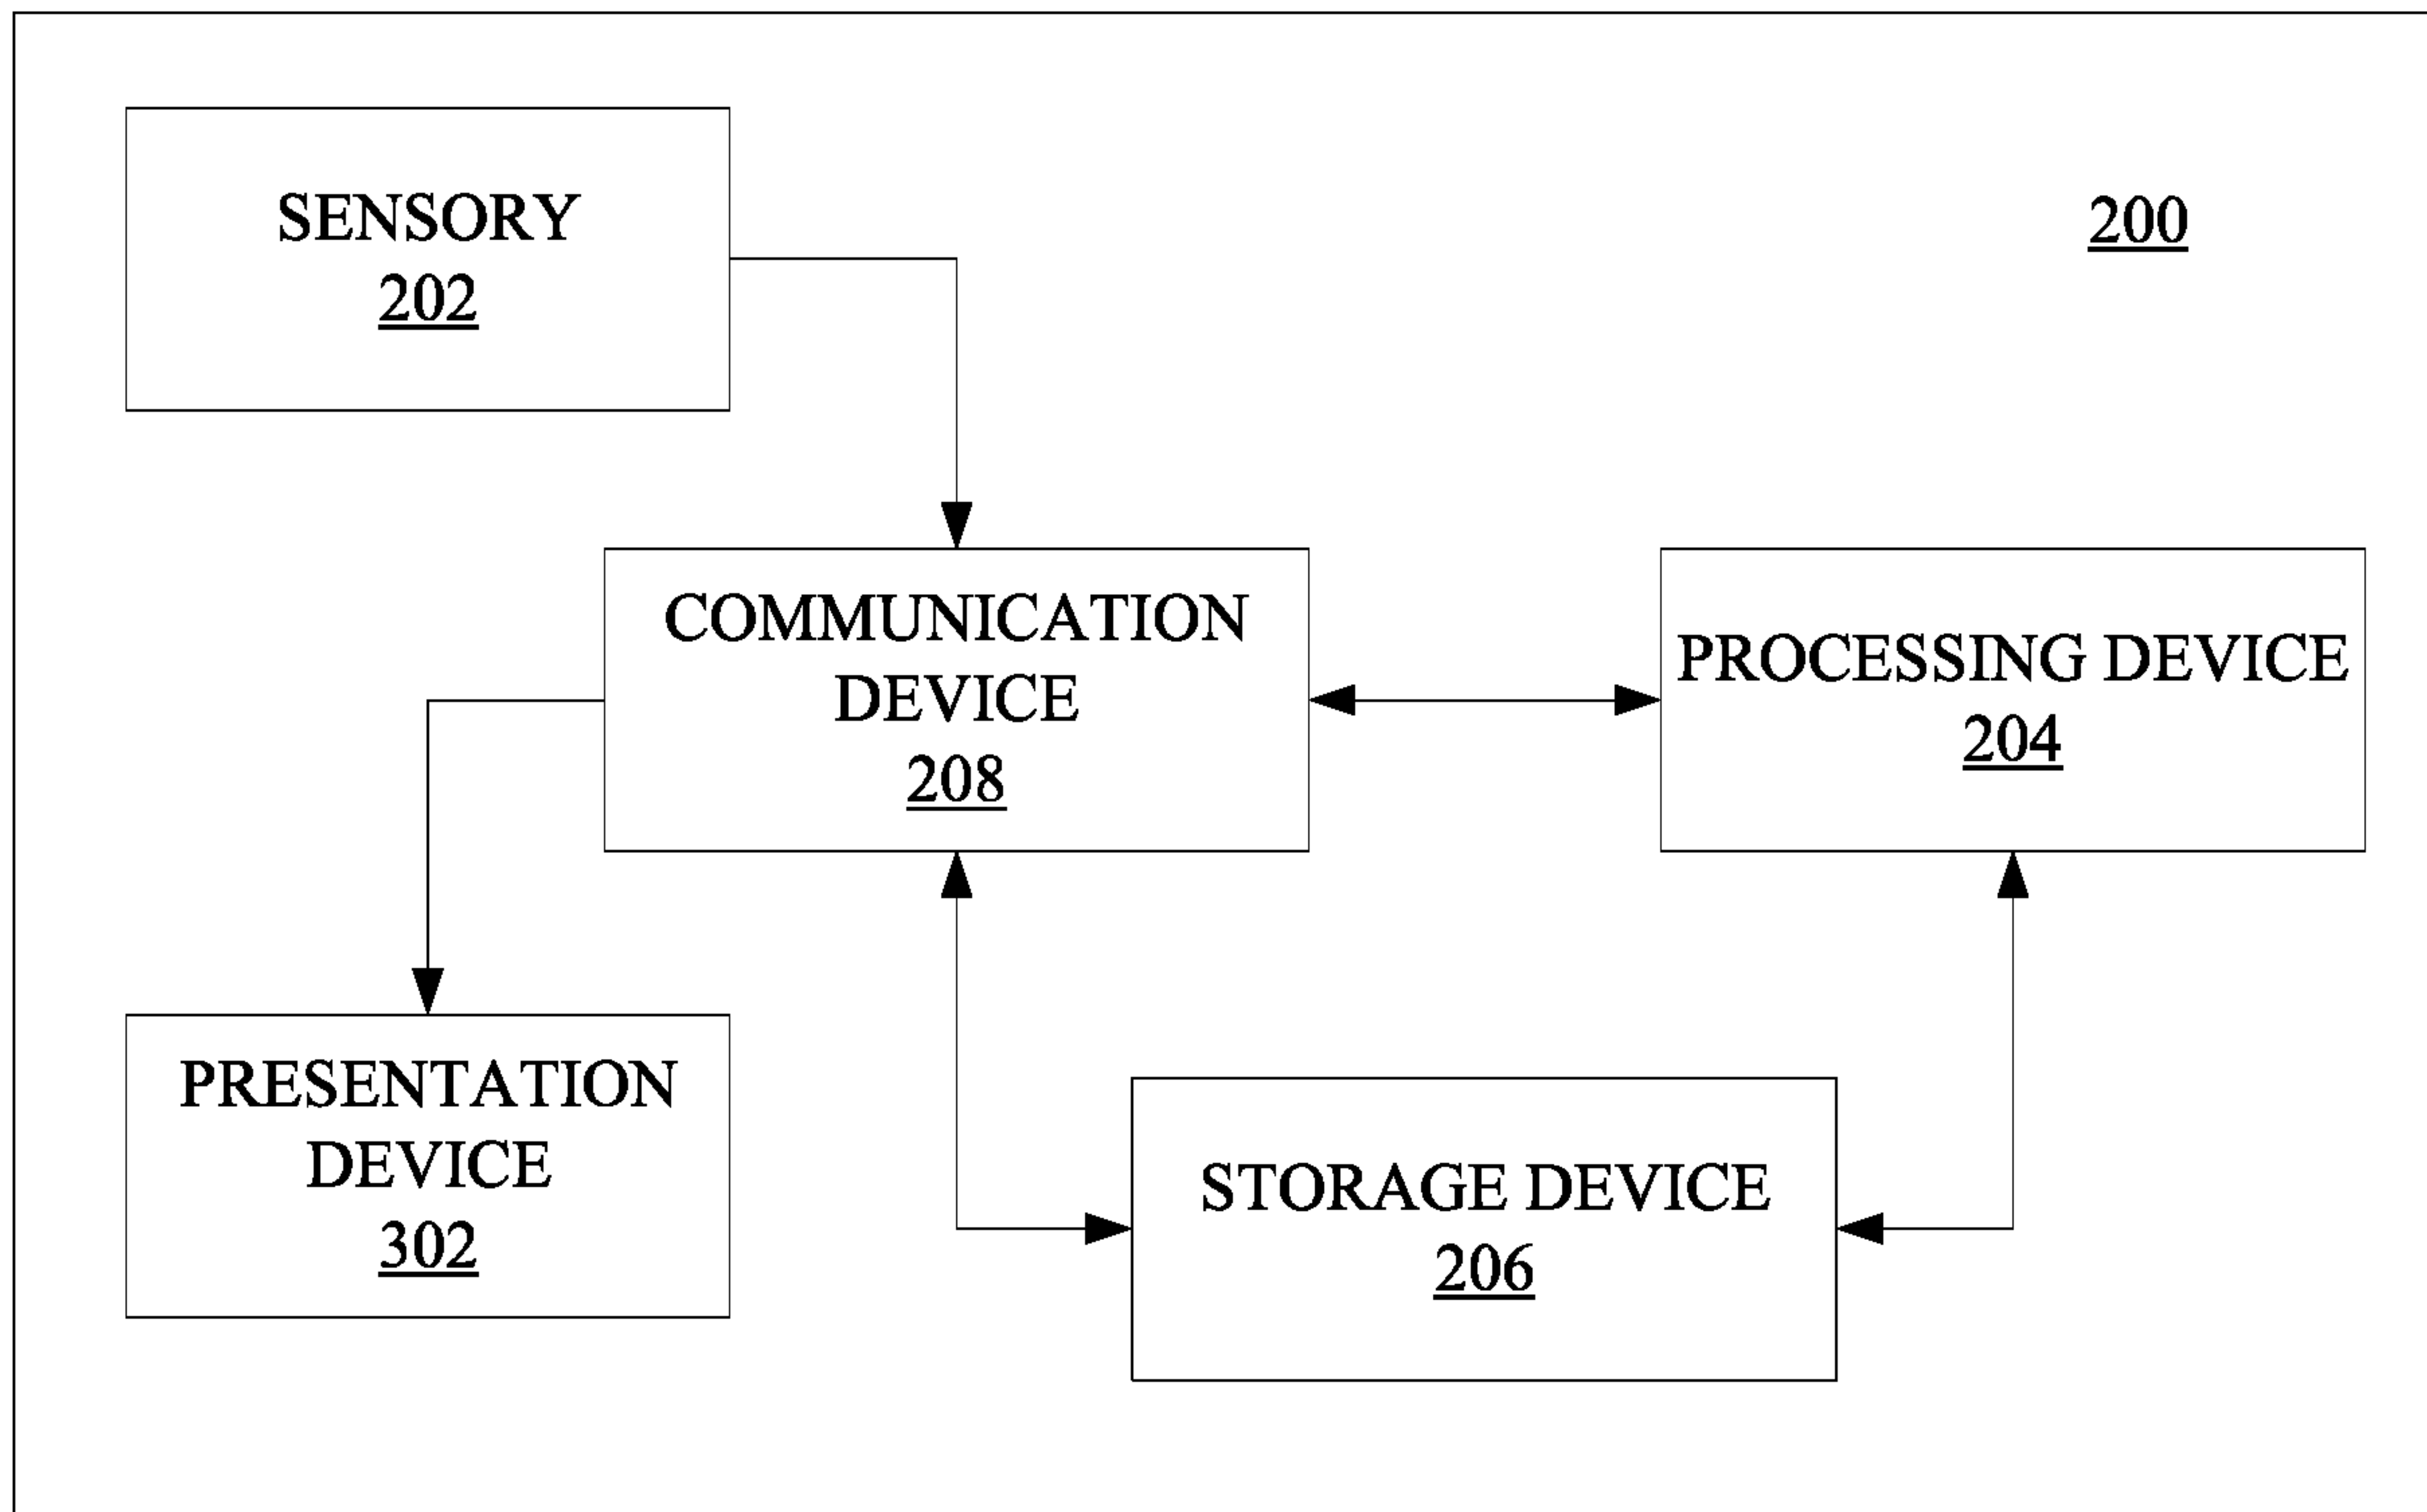 SENSORY
202
200
COMMUNICATION
DEVICE
208
PROCESSING DEVICE
204
PRESENTATION
DEVICE
302
STORAGE DEVICE
206